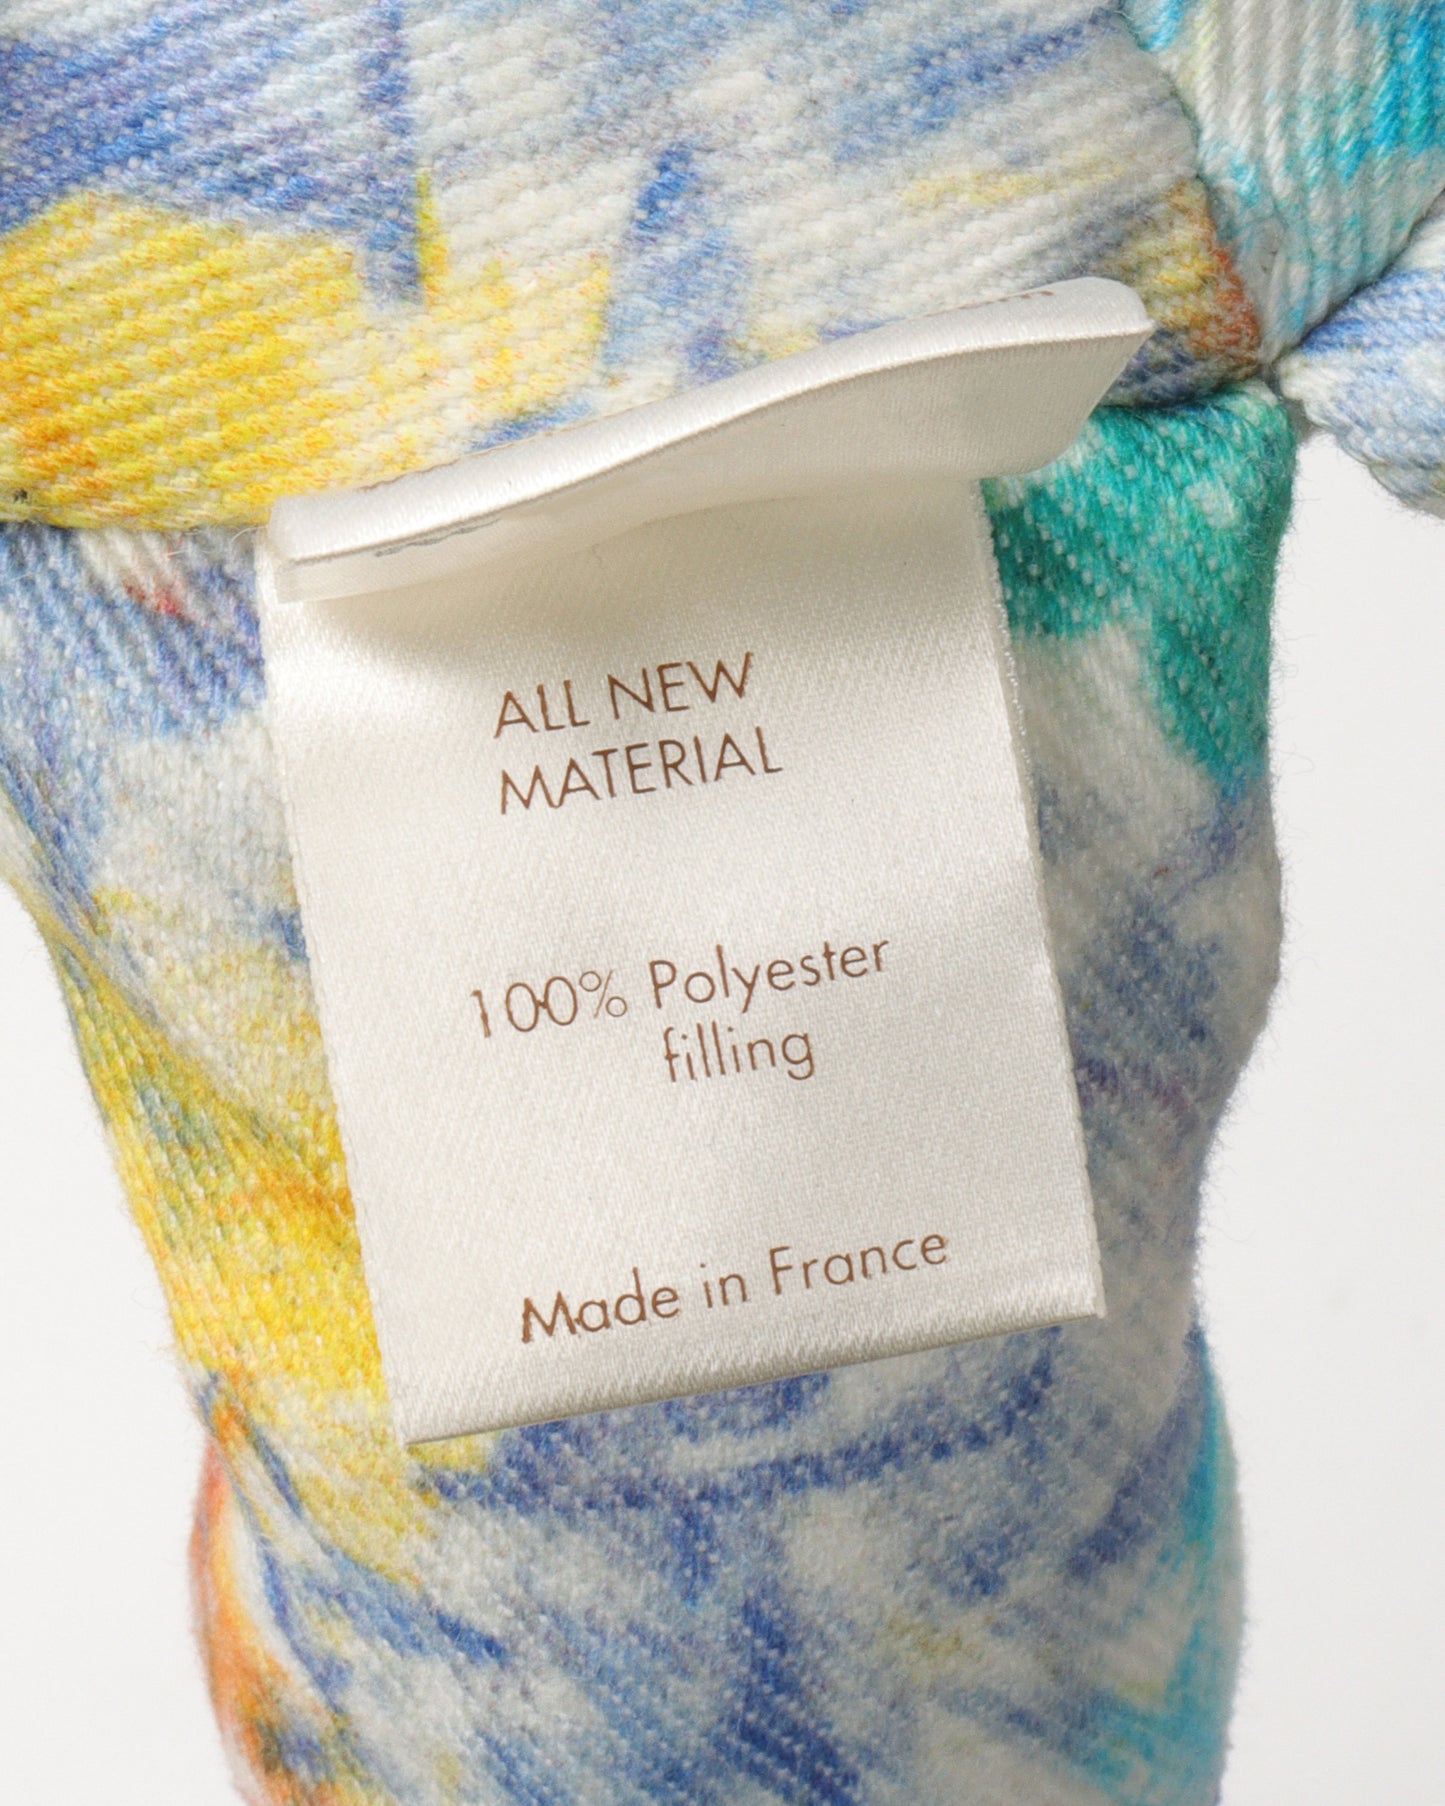 ALL NEW
MATERIAL
100% Polyester
filling
Made in France